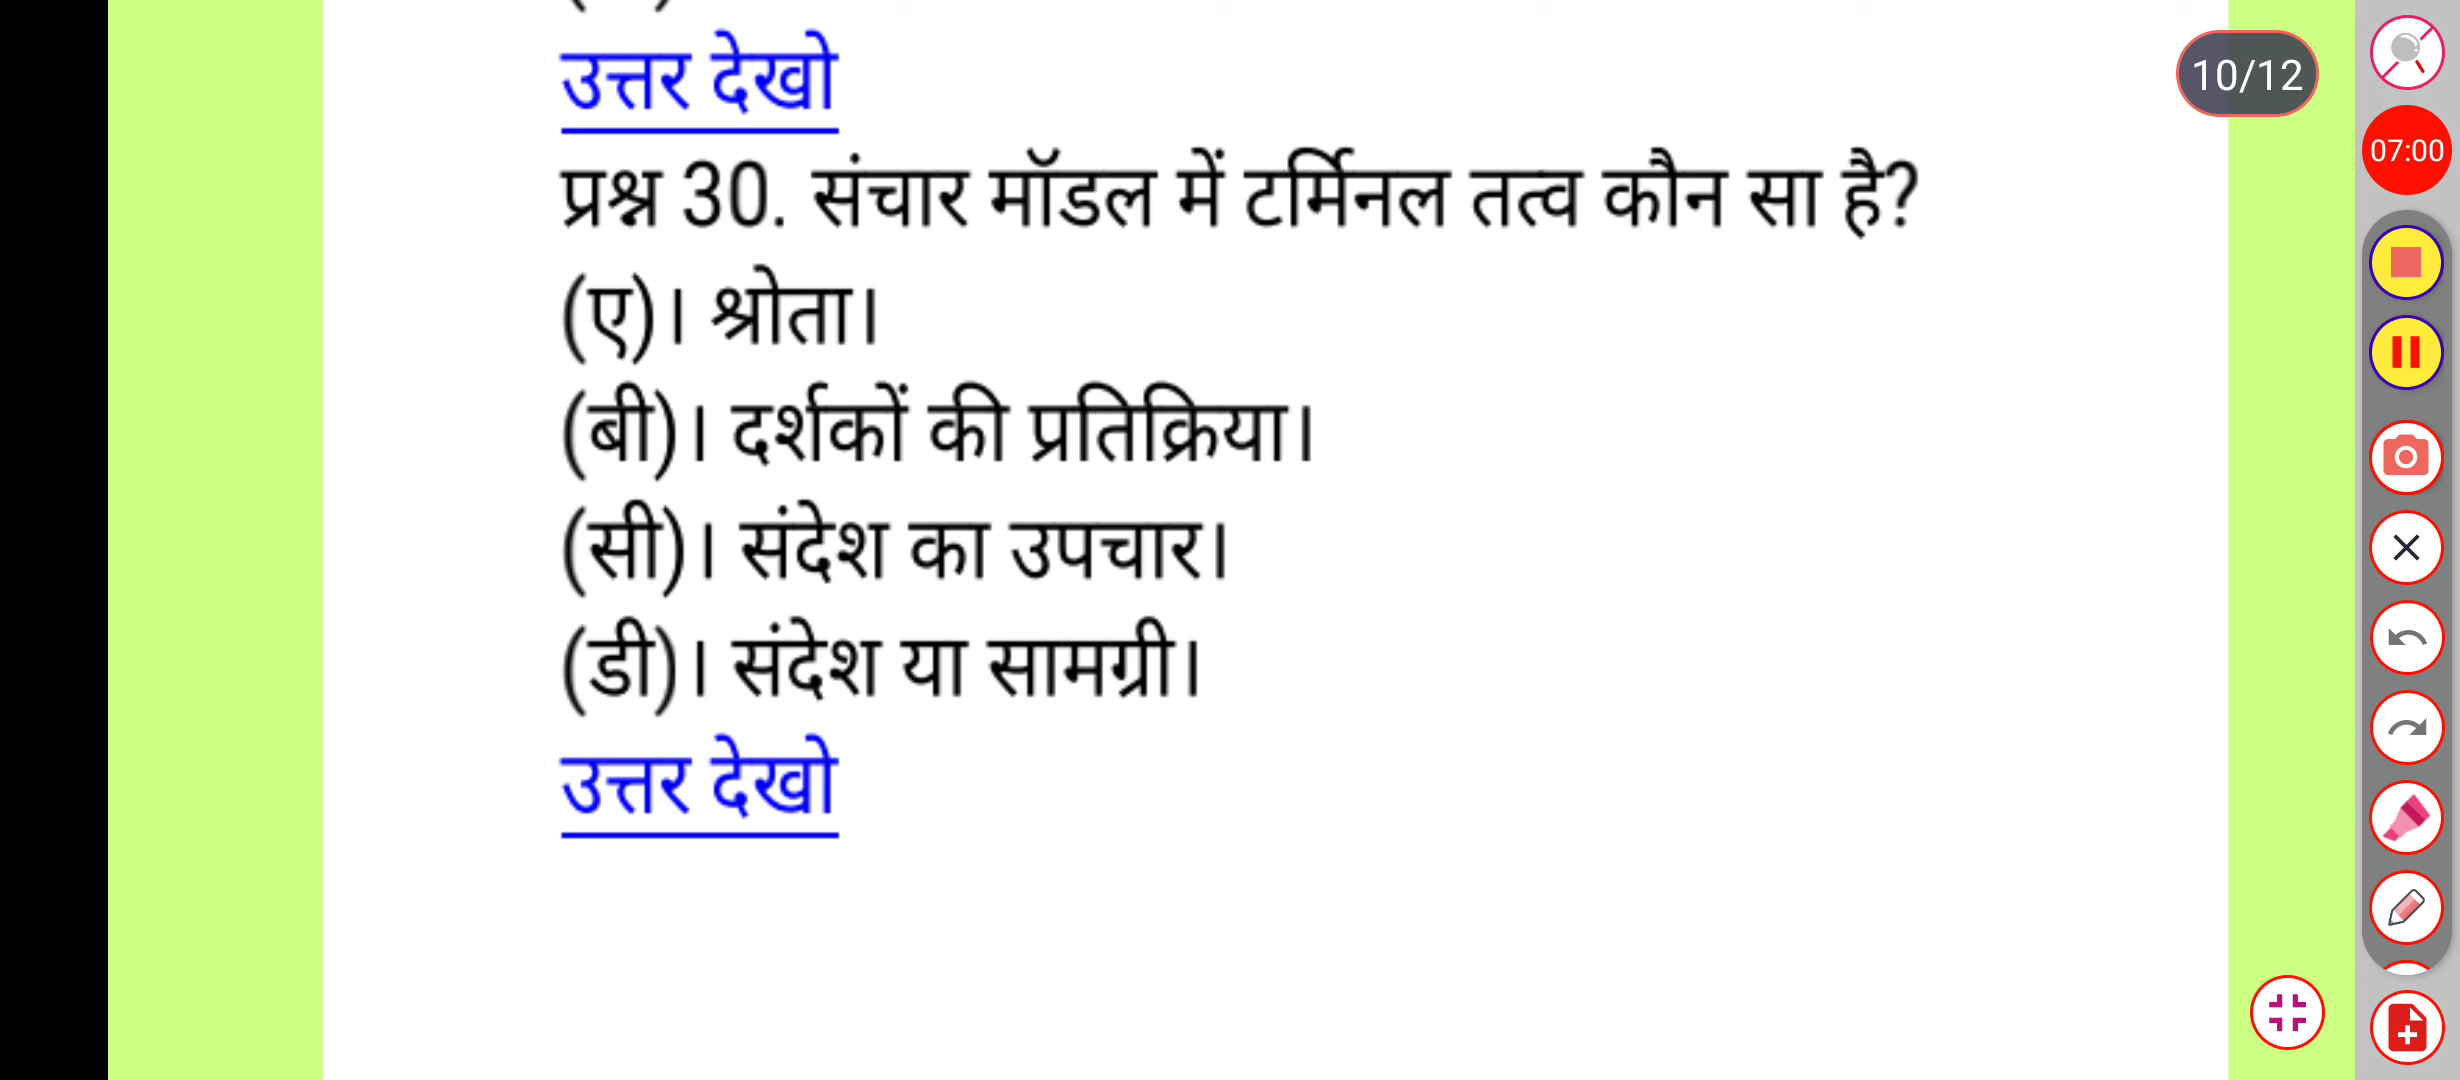 उत्तर देखो
10/12
07:00
प्रश्न 30. संचार मॉडल में टर्मिनल तत्व कौन सा है?
(ए)। श्रोता।
(बी)। दर्शकों की प्रतिक्रिया।
(सी)। संदेश का उपचार।
(डी)। संदेश या सामग्री।
उत्तर देखो